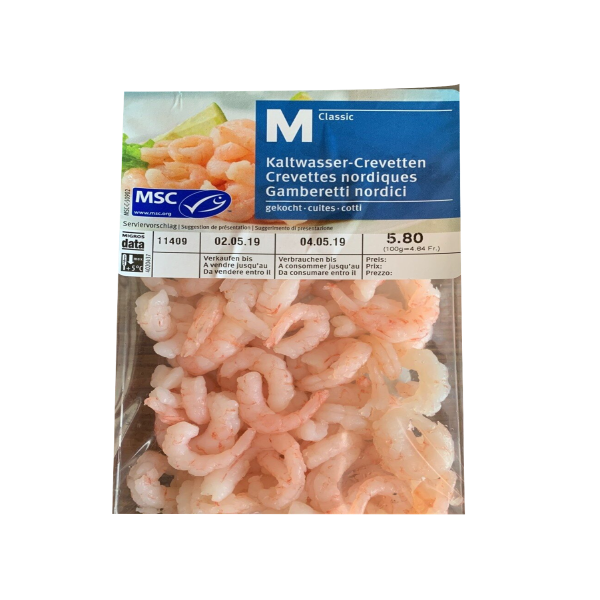 M Classic
Kaltwasser-Crevetten
Crevettes nordiques
Gamberetti nordici
gekocht·cuites·cotti
MSC
www.msc.org
Serviervorschlag | Suggestion de présentation | Suggerimento di presentazione
MIGROS
data
11409 02.05.19 04.05.19 5.80
(100g=4.84 Fr.)
+5°C
Verkaufen bis
A vendre jusqu'au
Da vendere entro il
Verbrauchen bis
A consommer jusqu'au
Da consumare entro il
Preis:
Prix:
Prezzo: